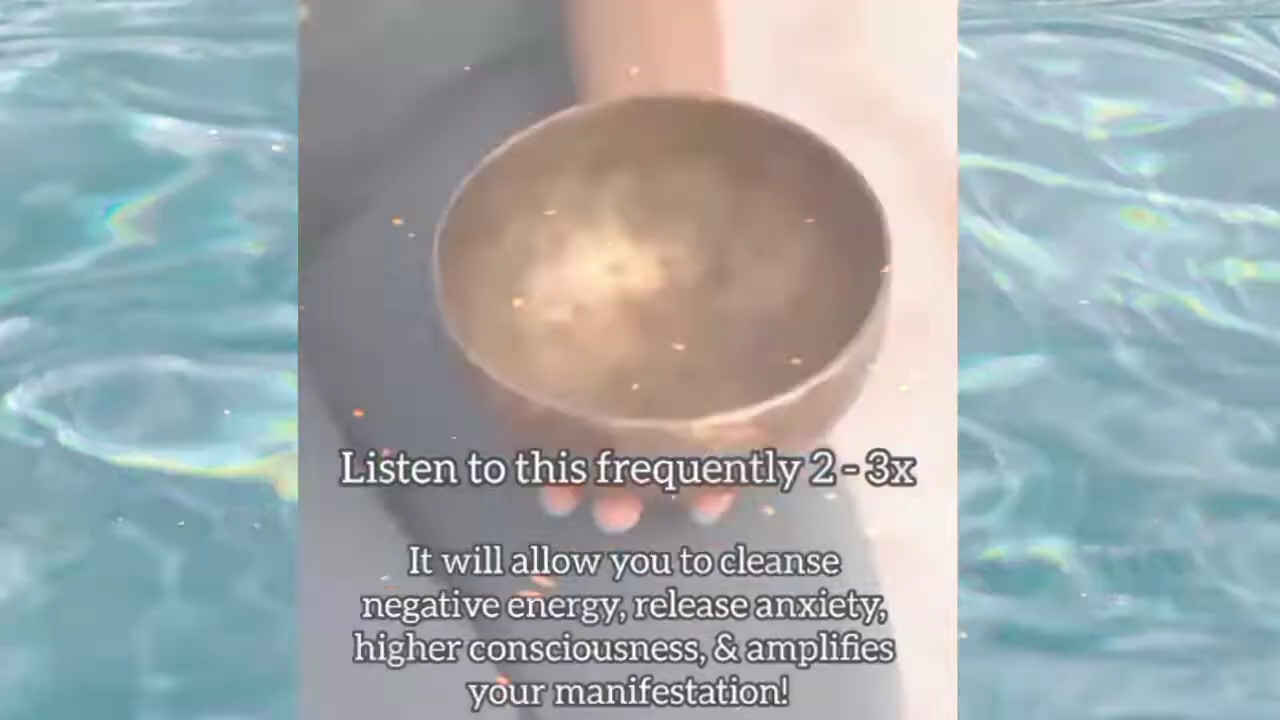 Listen to this frequently 2 - 3x
It will allow you to cleanse
negative energy, release anxiety,
higher consciousness, & amplifies
your manifestation!